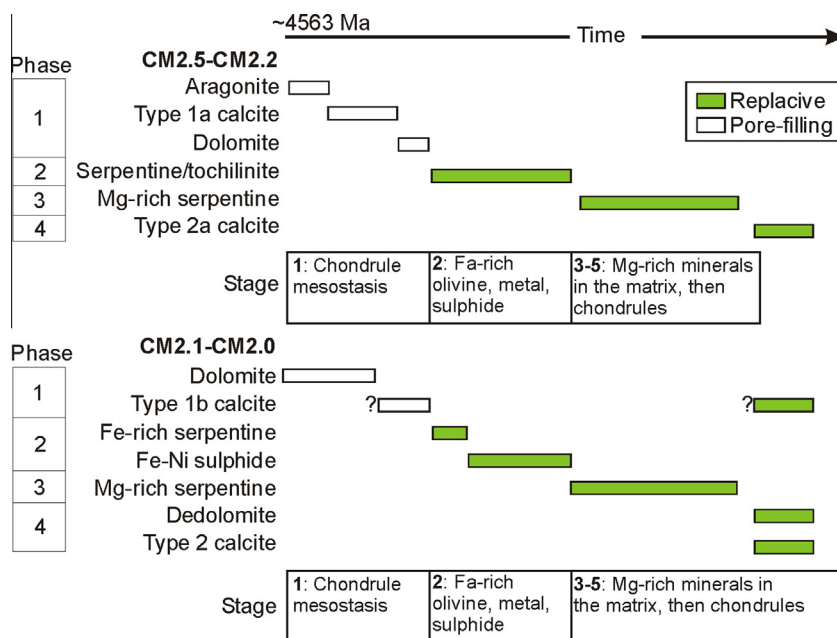 ~4563 Ma
Time
Phase
CM2.5-CM2.2
Aragonite
1
Type 1a calcite
Dolomite
Replacive
Pore-filling
2
Serpentine/tochilinite
3
Mg-rich serpentine
4
Type 2a calcite
Stage
1: Chondrule
mesostasis
2: Fa-rich
olivine, metal,
sulphide
3-5: Mg-rich minerals
in the matrix, then
chondrules
Phase
CM2.1-CM2.0
Dolomite
1
Type 1b calcite
?
?
Fe-rich serpentine
2
Fe-Ni sulphide
3
Mg-rich serpentine
Dedolomite
4
Type 2 calcite
Stage
1: Chondrule
mesostasis
2: Fa-rich
olivine, metal,
sulphide
3-5: Mg-rich minerals in
the matrix, then chondrules